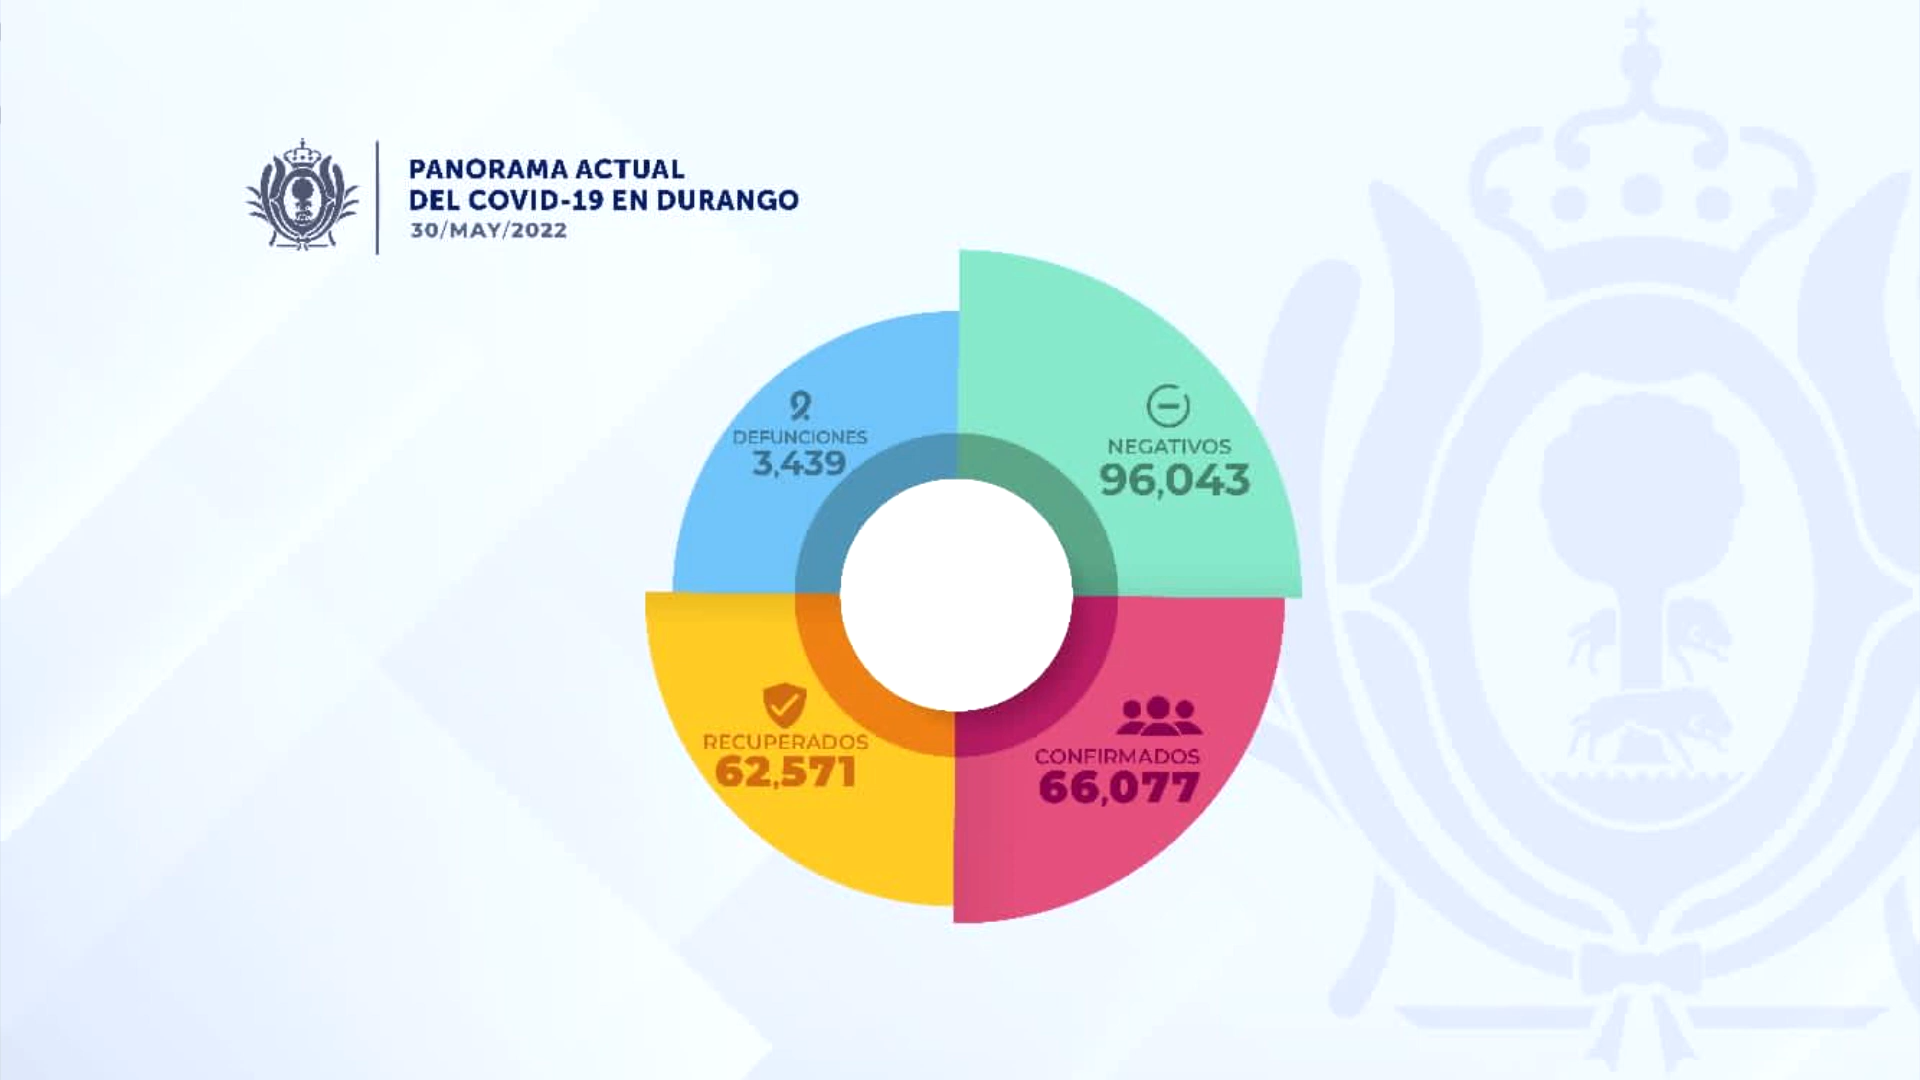 PANORAMA ACTUAL
DEL COVID-19 EN DURANGO
30/MAY/2022
DEFUNCIONES
3,439
NEGATIVOS
96,043
RECUPERADOS
62,571
CONFIRMADOS
66,077